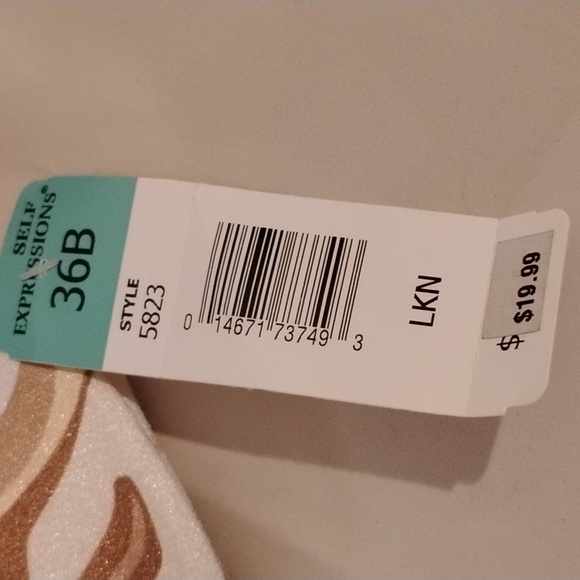 SELF
EXPRESSIONS®
36B
STYLE
5823
0 14671 73749 3
LKN
$ $19.99